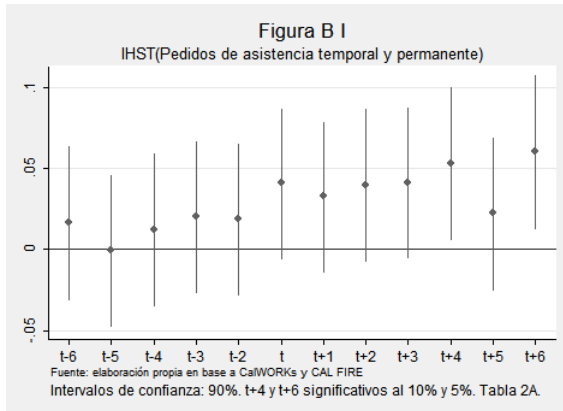 Figura B I
IHST(Pedidos de asistencia temporal y permanente)
.1
.05
0
-.05
t-6 t-5 t-4 t-3 t-2 t t+1 t+2 t+3 t+4 t+5 t+6
Fuente: elaboración propia en base a CalWORKs y CAL FIRE
Intervalos de confianza: 90%. t+4 y t+6 significativos al 10% y 5%. Tabla 2A.